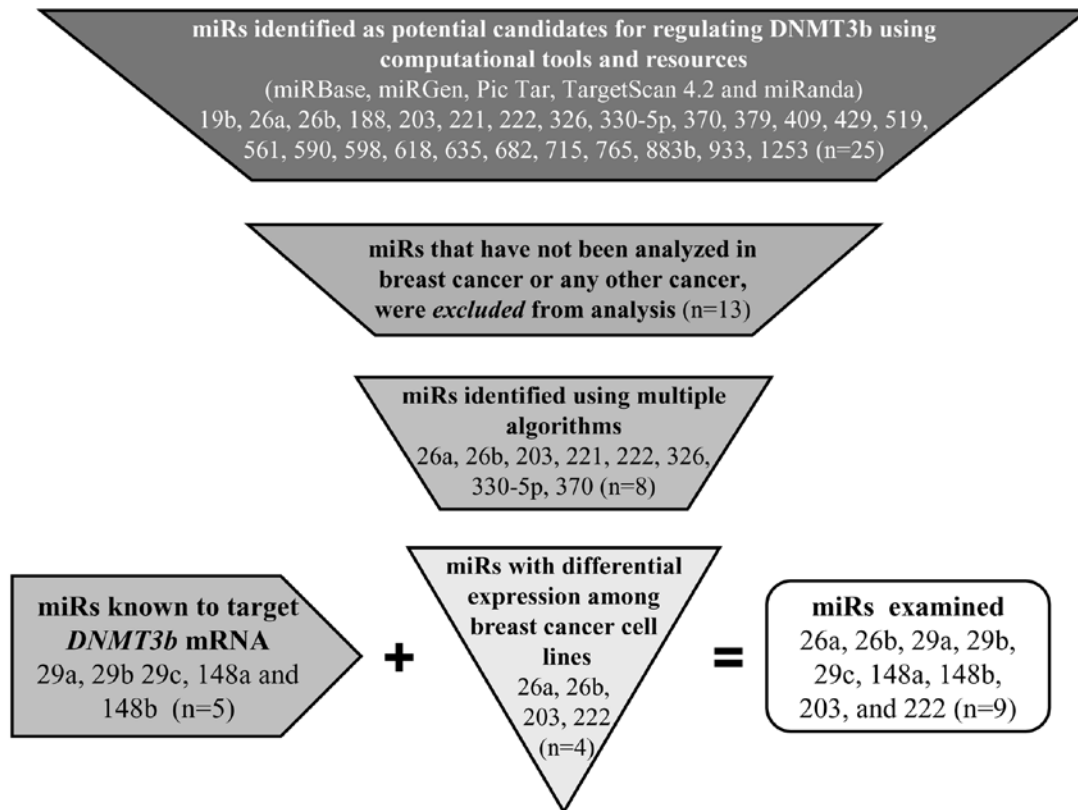 miRs identified as potential candidates for regulating DNMT3b using
computational tools and resources
(miRBase, miRGen, Pic Tar, TargetScan 4.2 and miRanda)
19b, 26a, 26b, 188, 203, 221, 222, 326, 330-5p, 370, 379, 409, 429, 519,
561, 590, 598, 618, 635, 682, 715, 765, 883b, 933, 1253 (n=25)
miRs that have not been analyzed in
breast cancer or any other cancer,
were excluded from analysis (n=13)
miRs identified using multiple
algorithms
26a, 26b, 203, 221, 222, 326,
330-5p, 370 (n=8)
miRs known to target
DNMT3b mRNA
29a, 29b 29c, 148a and
148b (n=5)
+
miRs with differential
expression among
breast cancer cell
lines
26a, 26b,
203, 222
(n=4)
=
miRs examined
26a, 26b, 29a, 29b,
29c, 148a, 148b,
203, and 222 (n=9)